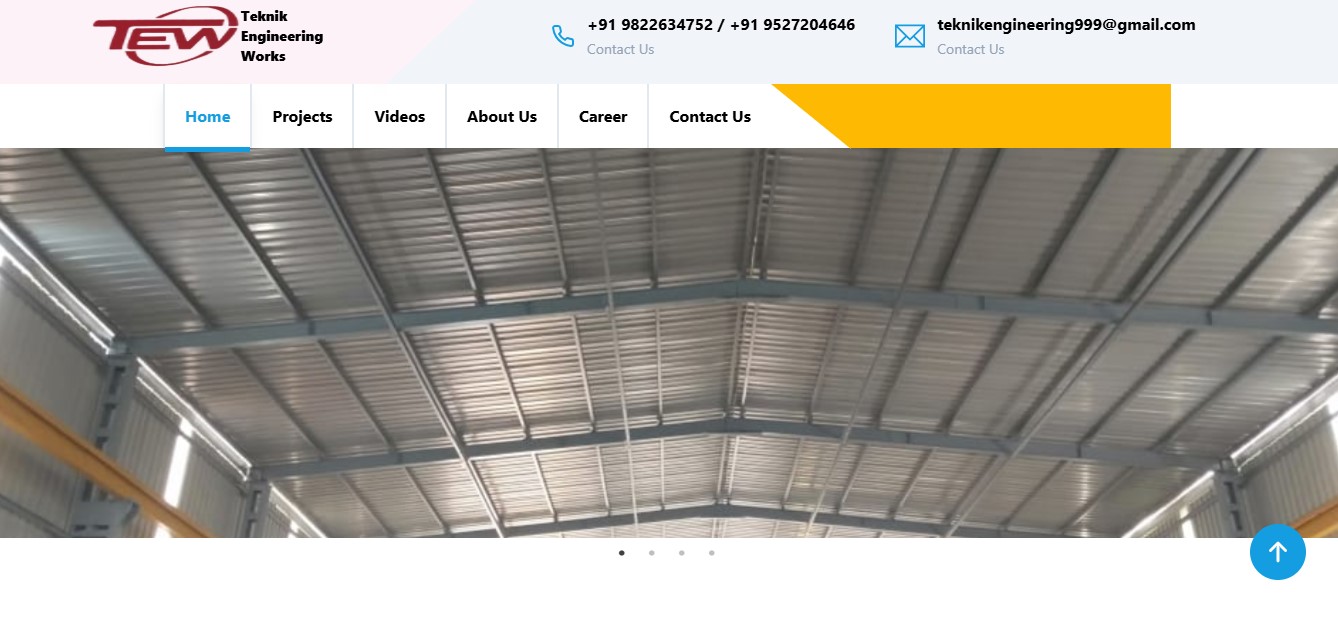 TEW
Teknik
Engineering
Works
+91 9822634752 / +91 9527204646
Contact Us
teknikengineering999@gmail.com
Contact Us
Home
Projects
Videos
About Us
Career
Contact Us